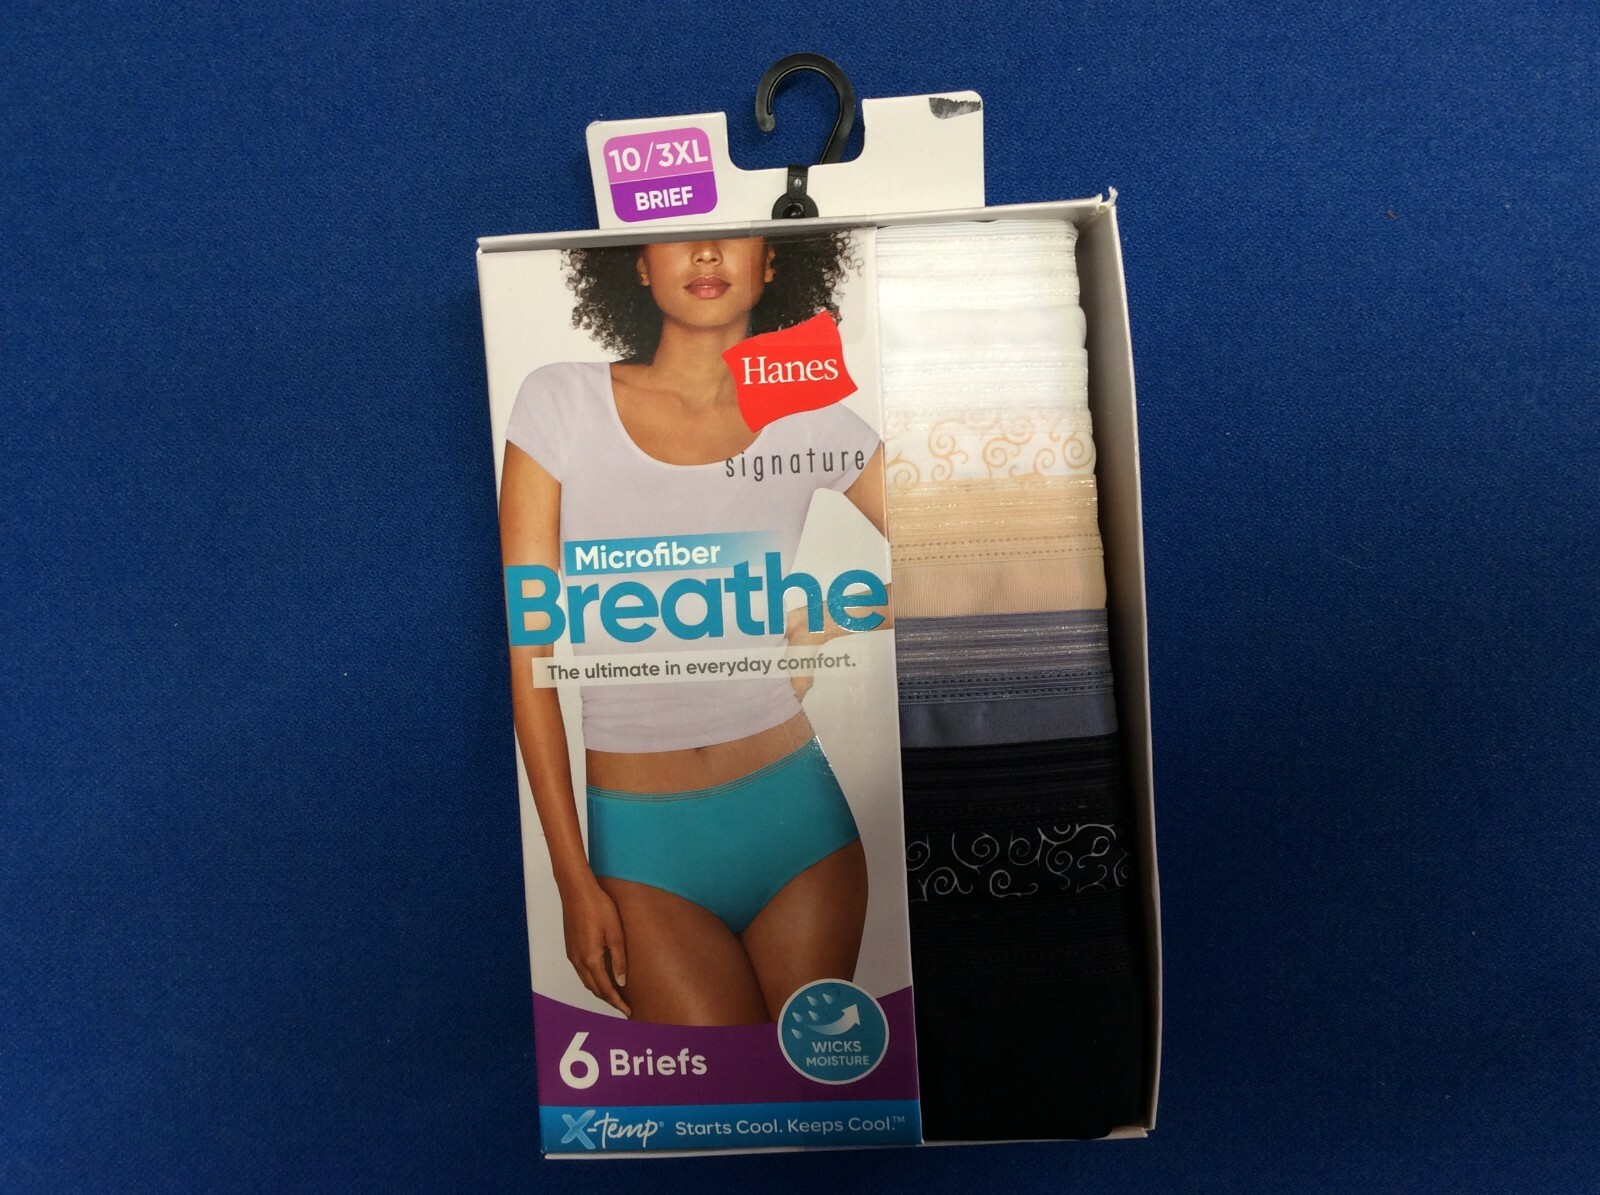 10/3XL
BRIEF
Hanes
signature
Microfiber
Breathe
The ultimate in everyday comfort.
WICKS
MOISTURE
6 Briefs
X-temp® Starts Cool. Keeps Cool.™